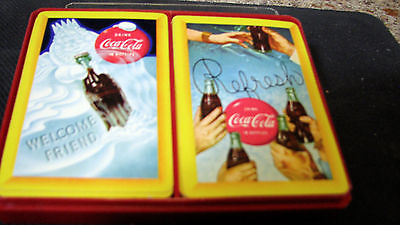 DRINK
Coca-Cola
IN BOTTLES
WELCOME
FRIEND
Refresh
DRINK
Coca-Cola
IN BOTTLES